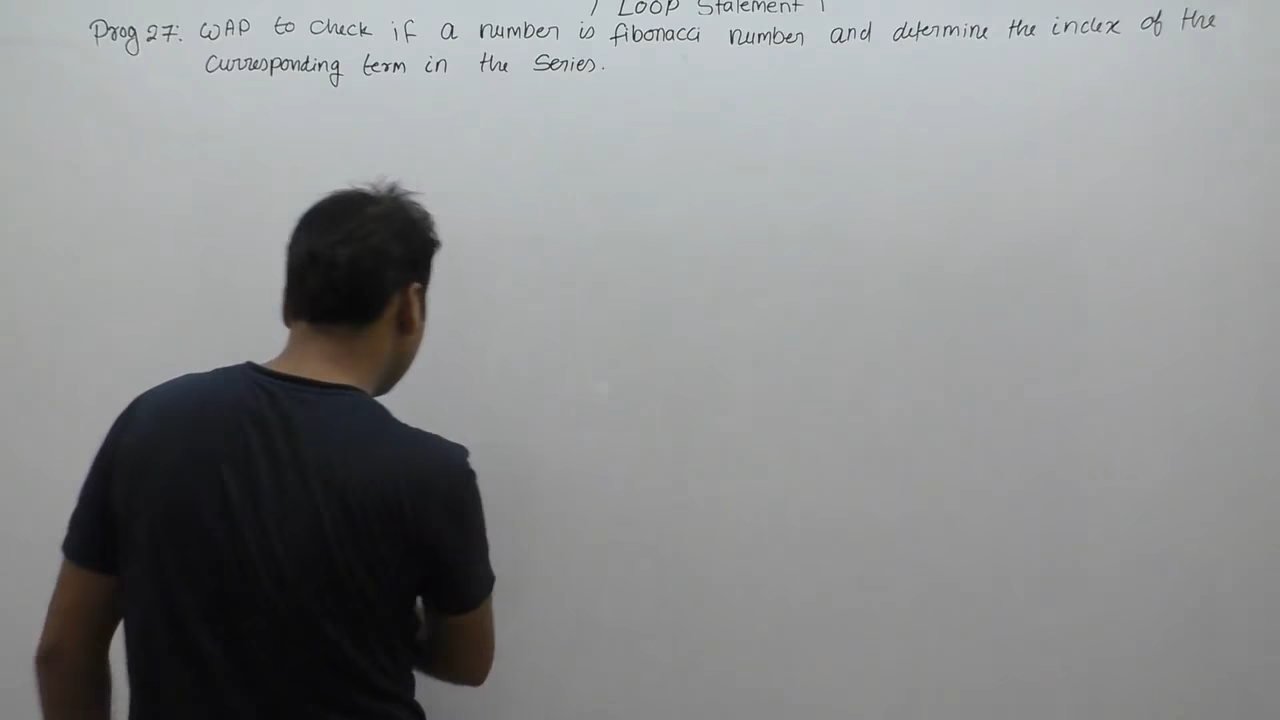 LOOP Statement
Prog 27: WAP to check if a number is fibonacci number and determine the index of the
Curresponding term in the Series.